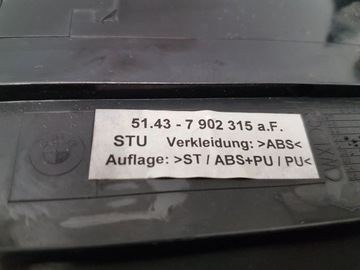 51.43 - 7 902 315 a.F.
STU Verkleidung: >ABS<
Auflage: >ST / ABS+PU / PU<